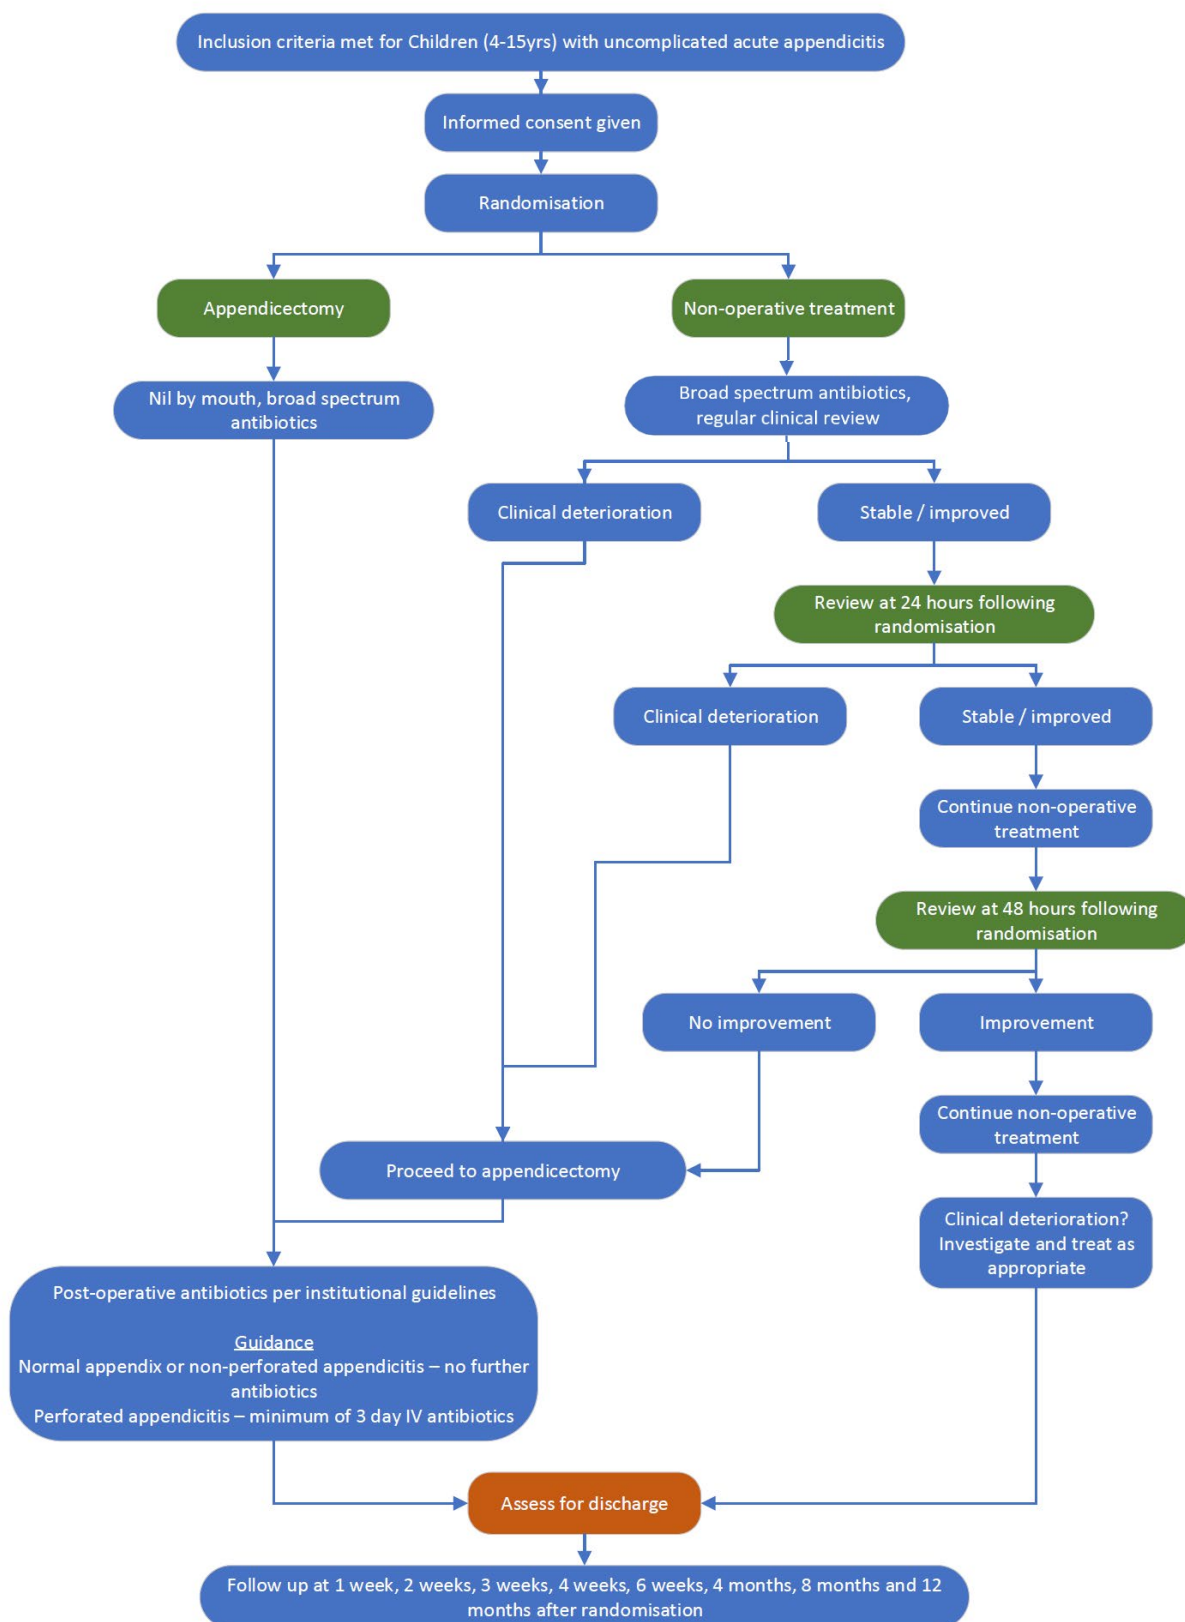 Inclusion criteria met for Children (4-15yrs) with uncomplicated acute appendicitis
Informed consent given
Randomisation
Appendicectomy
Non-operative treatment
Nil by mouth, broad spectrum
antibiotics
Broad spectrum antibiotics,
regular clinical review
Clinical deterioration
Stable / improved
Review at 24 hours following
randomisation
Clinical deterioration
Stable / improved
Continue non-operative
treatment
Review at 48 hours following
randomisation
No improvement
Improvement
Continue non-operative
treatment
Proceed to appendicectomy
Clinical deterioration?
Investigate and treat as
appropriate
Post-operative antibiotics per institutional guidelines
Guidance
Normal appendix or non-perforated appendicitis – no further
antibiotics
Perforated appendicitis – minimum of 3 day IV antibiotics
Assess for discharge
Follow up at 1 week, 2 weeks, 3 weeks, 4 weeks, 6 weeks, 4 months, 8 months and 12
months after randomisation